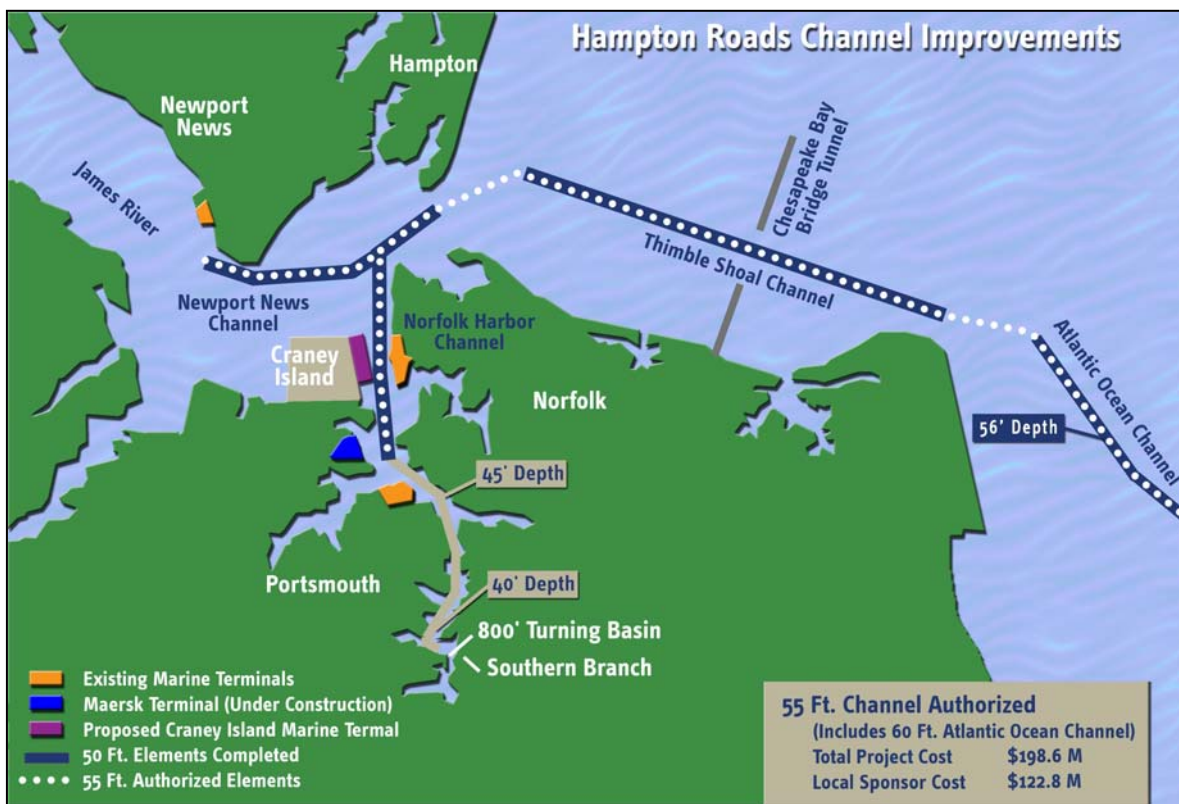 Hampton Roads Channel Improvements
Hampton
Newport
News
James River
Chesapeake Bay
Bridge Tunnel
Thimble Shoal Channel
Newport News
Channel
Norfolk Harbor
Channel
Craney
Island
Norfolk
Atlantic Ocean Channel
56' Depth
45' Depth
Portsmouth
40' Depth
800' Turning Basin
Southern Branch
Existing Marine Terminals
Maersk Terminal (Under Construction)
Proposed Craney Island Marine Termal
50 Ft. Elements Completed
55 Ft. Authorized Elements
55 Ft. Channel Authorized
(Includes 60 Ft. Atlantic Ocean Channel)
Total Project Cost $198.6 M
Local Sponsor Cost $122.8 M